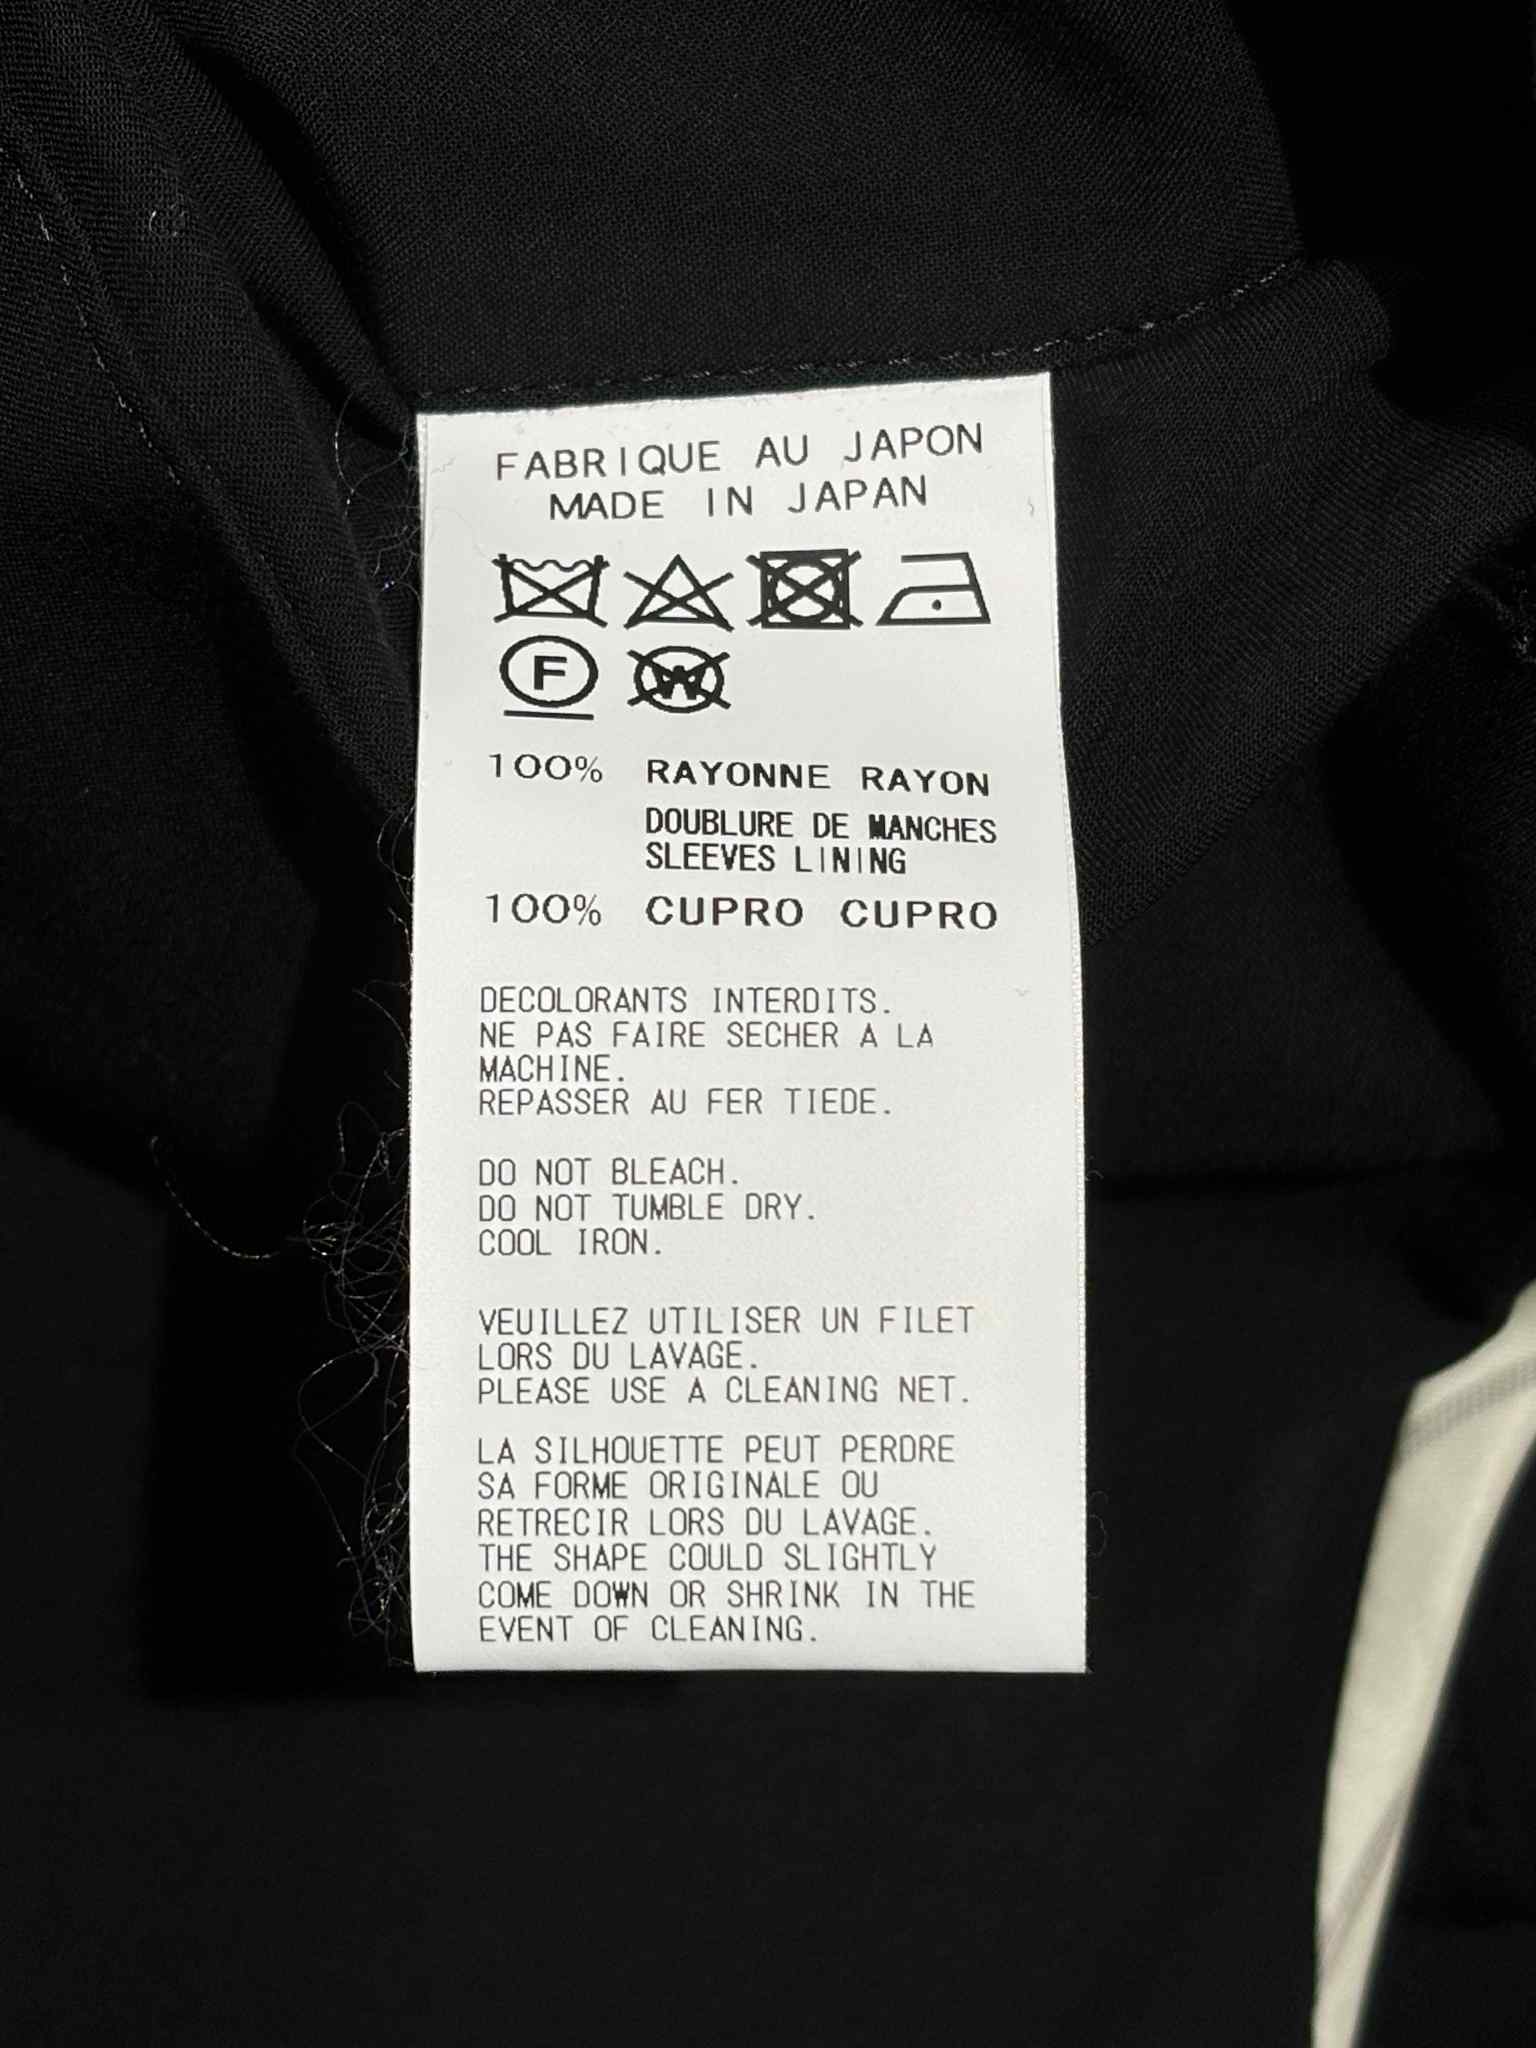 FABRIQUE AU JAPON
MADE IN JAPAN
F W
100% RAYONNE RAYON
DOUBLURE DE MANCHES
SLEEVES LINING
100% CUPRO CUPRO
DECOLORANTS INTERDITS.
NE PAS FAIRE SECHER A LA
MACHINE.
REPASSER AU FER TIEDE.
DO NOT BLEACH.
DO NOT TUMBLE DRY.
COOL IRON.
VEUILLEZ UTILISER UN FILET
LORS DU LAVAGE.
PLEASE USE A CLEANING NET.
LA SILHOUETTE PEUT PERDRE
SA FORME ORIGINALE OU
RETRECIR LORS DU LAVAGE.
THE SHAPE COULD SLIGHTLY
COME DOWN OR SHRINK IN THE
EVENT OF CLEANING.